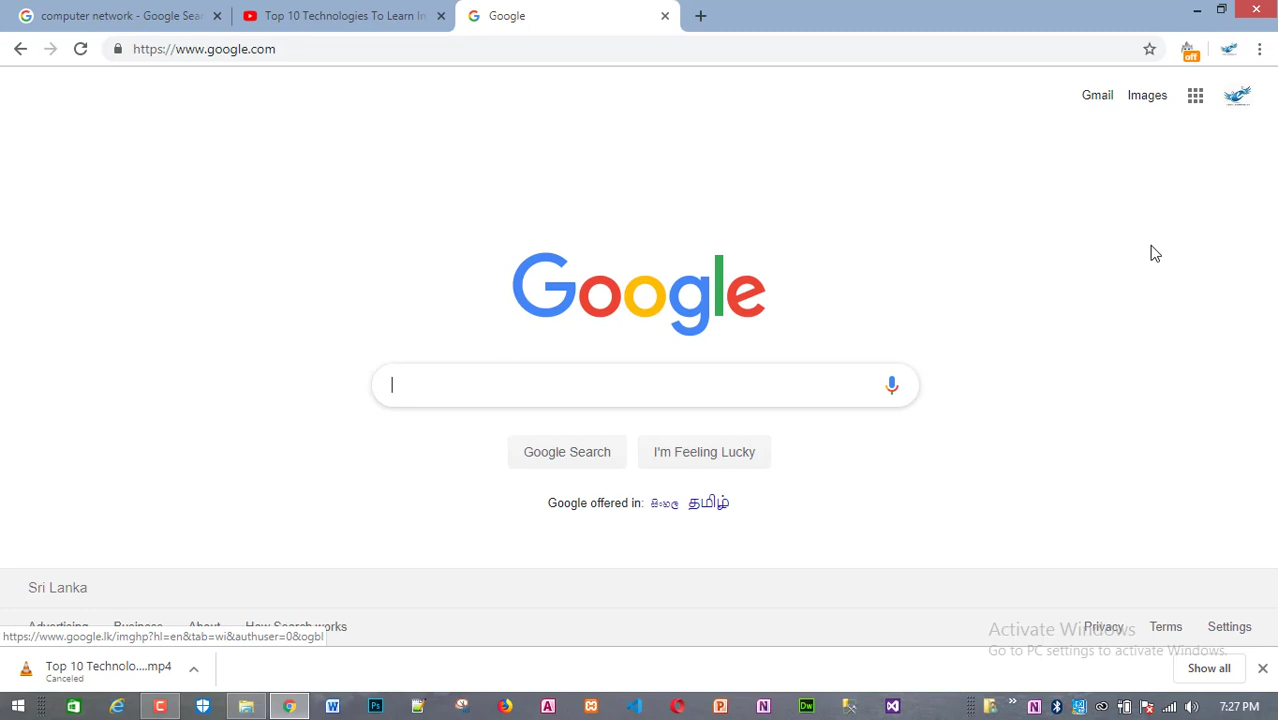 computer network - Google Sea
Top 10 Technologies To Learn In
Google
https://www.google.com
off
Gmail Images
Google
Google Search I'm Feeling Lucky
Google offered in: සිංහල தமிழ்
Sri Lanka
Advertising Business About How Search works Privacy Terms Settings
https://www.google.lk/imghp?hl=en&tab=wi&authuser=0&ogbl
Activate Windows
Go to PC settings to activate Windows.
Top 10 Technolo....mp4
Canceled
Show all
7:27 PM